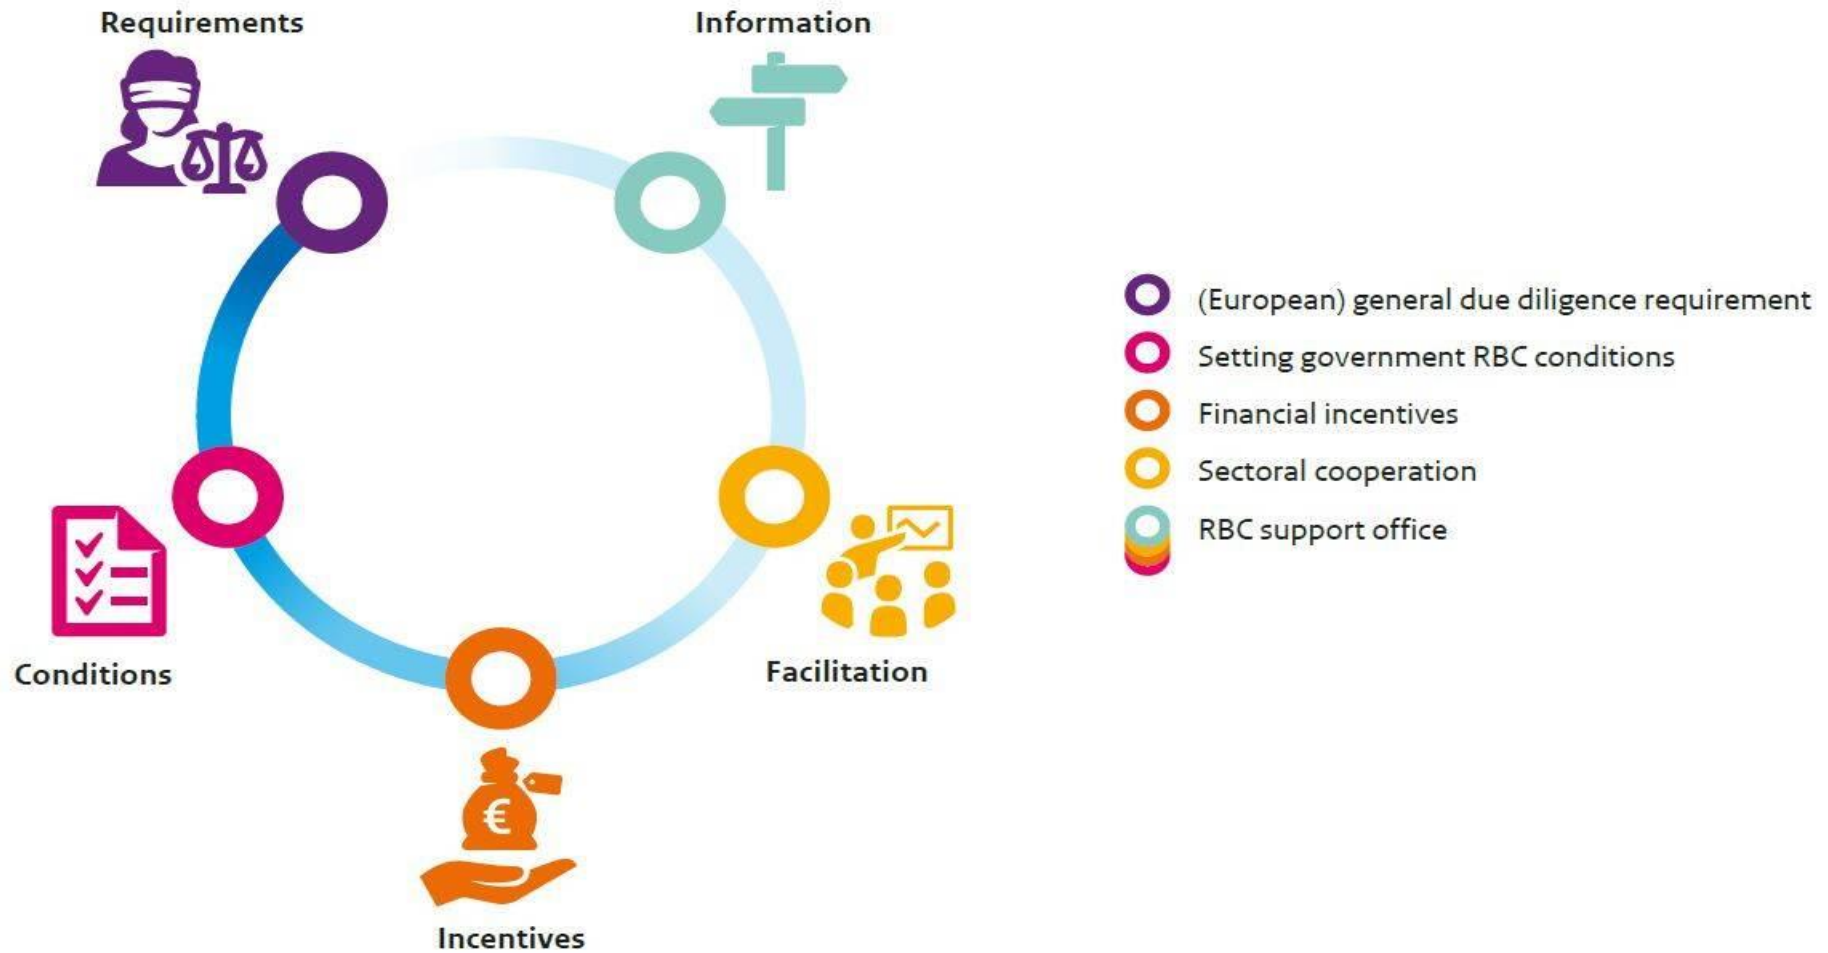 Requirements
Information
(European) general due diligence requirement
Setting government RBC conditions
Financial incentives
Sectoral cooperation
RBC support office
Conditions
Facilitation
€
Incentives